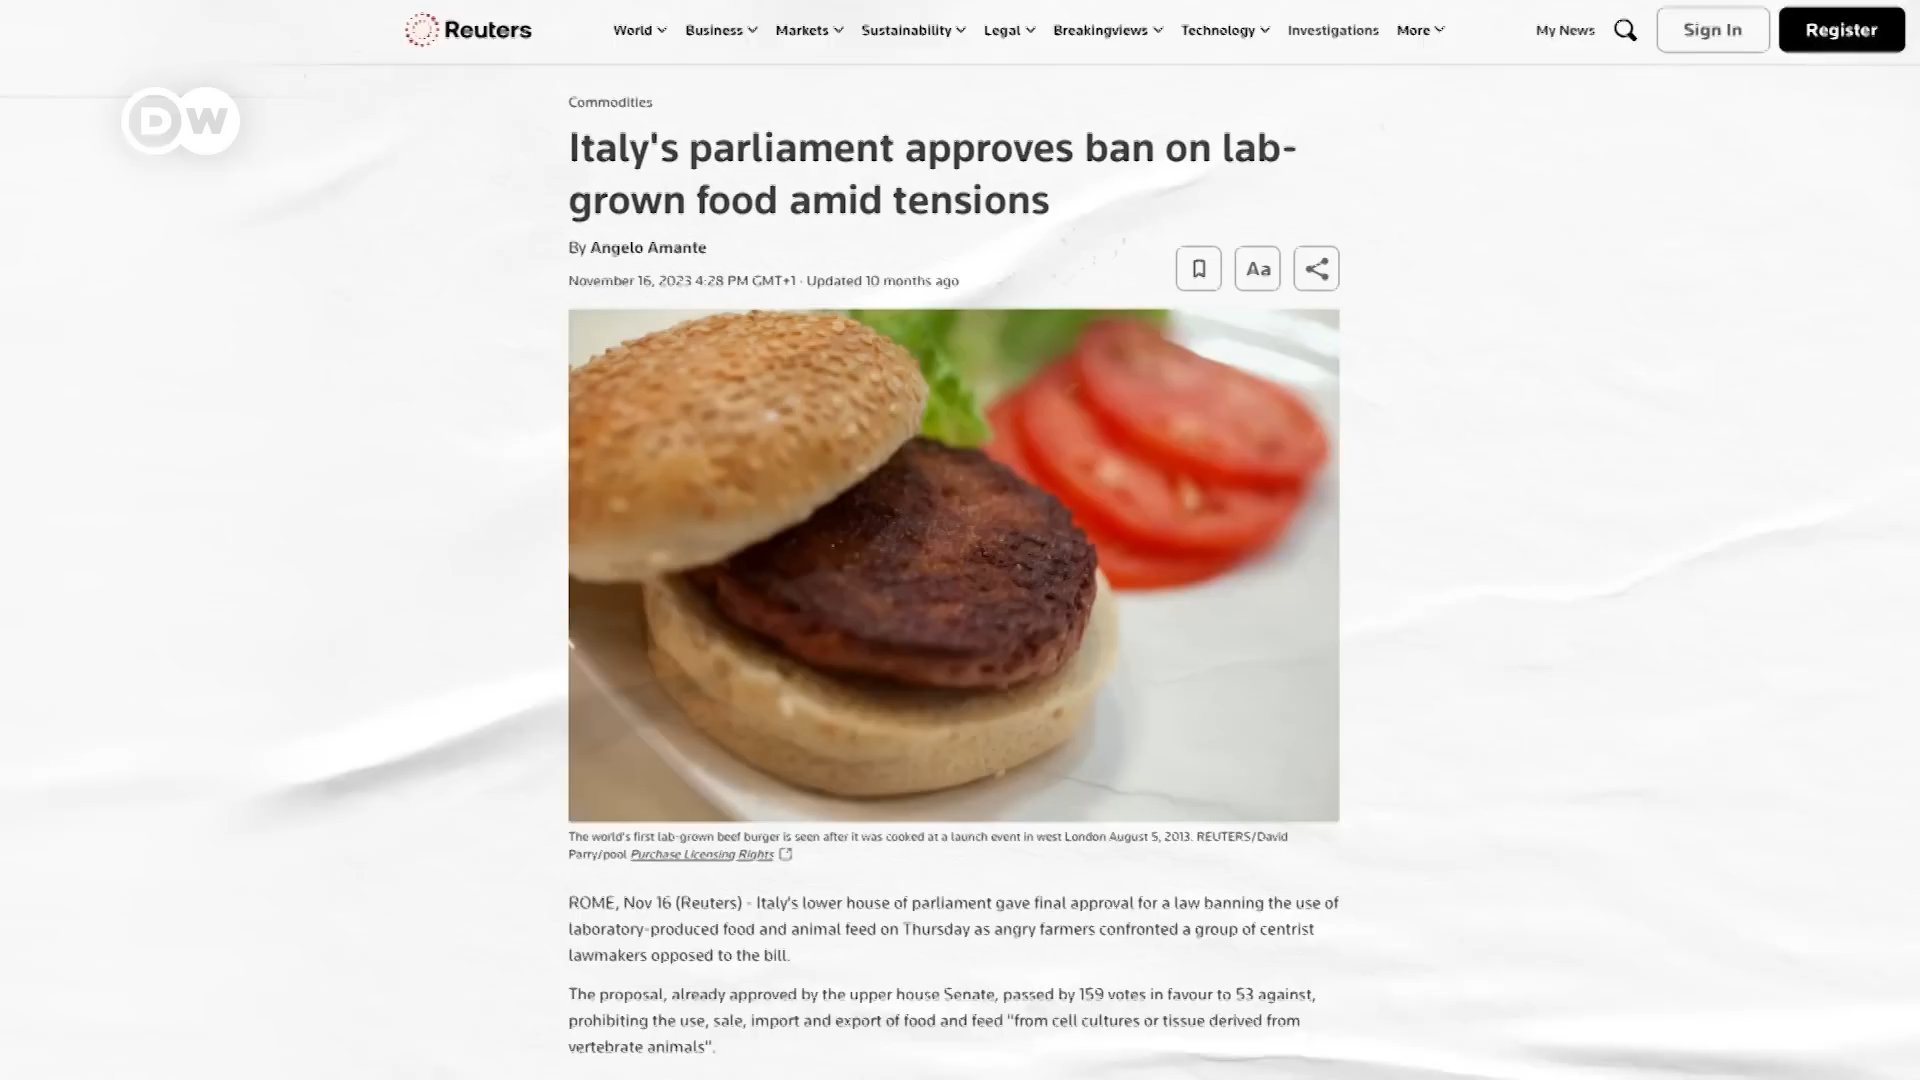 Reuters
World Business Markets Sustainability Legal Breakingviews Technology Investigations More My News Sign In Register
DW
Commodities
Italy's parliament approves ban on lab-
grown food amid tensions
By Angelo Amante
November 16, 2023 4:28 PM GMT+1 · Updated 10 months ago
Aa
The world's first lab-grown beef burger is seen after it was cooked at a launch event in west London August 5, 2013. REUTERS/David
Parry/pool Purchase Licensing Rights
ROME, Nov 16 (Reuters) - Italy's lower house of parliament gave final approval for a law banning the use of
laboratory-produced food and animal feed on Thursday as angry farmers confronted a group of centrist
lawmakers opposed to the bill.
The proposal, already approved by the upper house Senate, passed by 159 votes in favour to 53 against,
prohibiting the use, sale, import and export of food and feed "from cell cultures or tissue derived from
vertebrate animals".